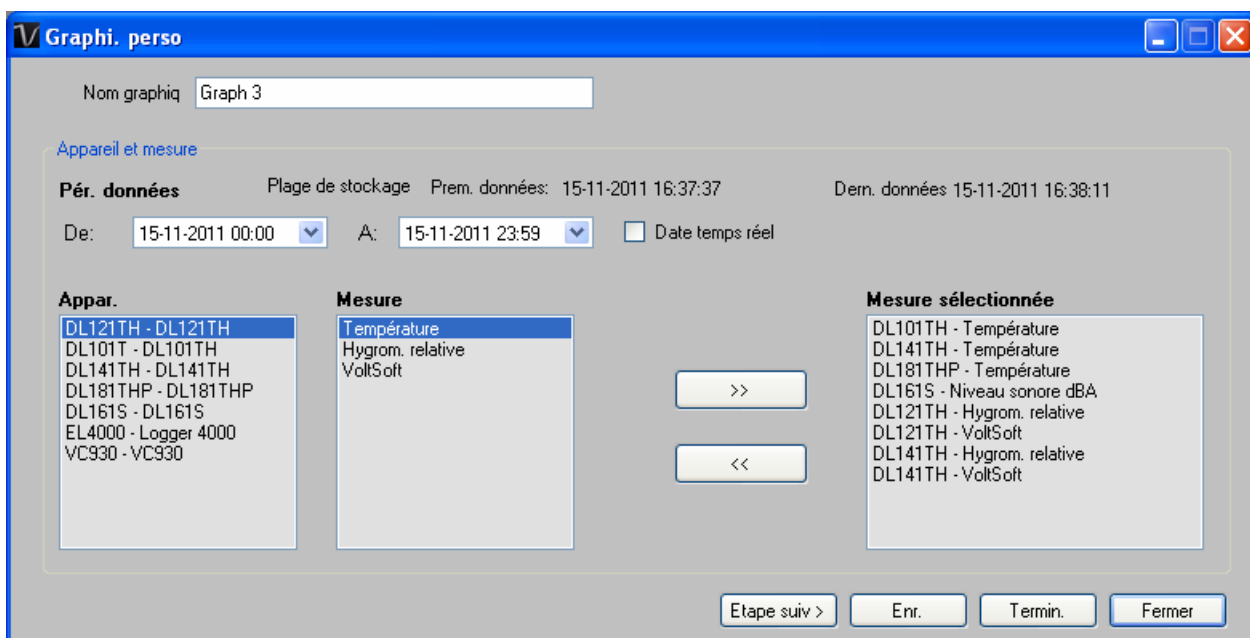 Graphi. perso
Nom graphiq Graph 3
Appareil et mesure
Pér. données Plage de stockage Prem. données: 15-11-2011 16:37:37 Dern. données 15-11-2011 16:38:11
De: 15-11-2011 00:00 A: 15-11-2011 23:59 Date temps réel
Appar.
DL121TH - DL121TH
DL101T - DL101TH
DL141TH - DL141TH
DL181THP - DL181THP
DL161S - DL161S
EL4000 - Logger 4000
VC930 - VC930
Mesure
Température
Hygrom. relative
VoltSoft
>>
<<
Mesure sélectionnée
DL101TH - Température
DL141TH - Température
DL181THP - Température
DL161S - Niveau sonore dBA
DL121TH - Hygrom. relative
DL121TH - VoltSoft
DL141TH - Hygrom. relative
DL141TH - VoltSoft
Etape suiv > Enr. Termin. Fermer